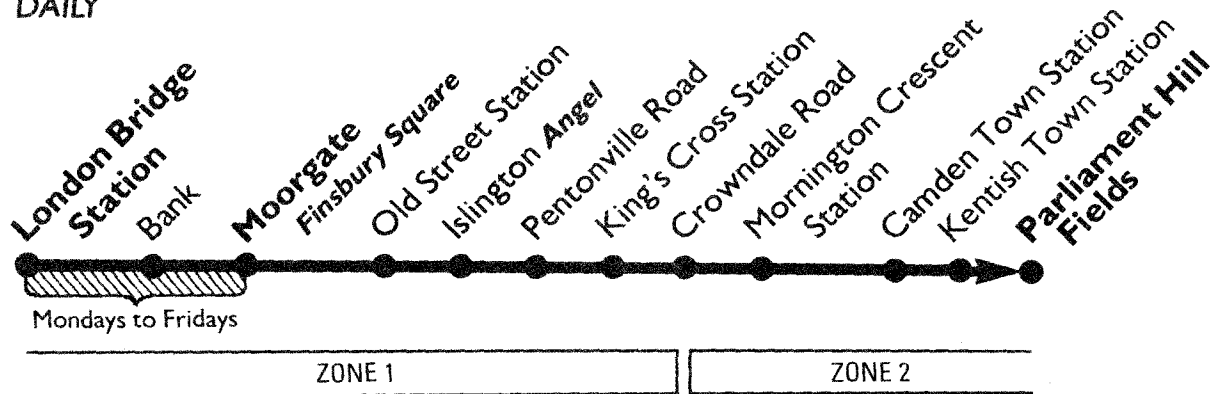 DAILY
London Bridge
Station
Bank
Moorgate
Finsbury Square
Old Street Station
Islington Angel
Pentonville Road
King's Cross Station
Crowndale Road
Mornington Crescent
Station
Camden Town Station
Kentish Town Station
Parliament Hill
Fields
Mondays to Fridays
ZONE 1
ZONE 2